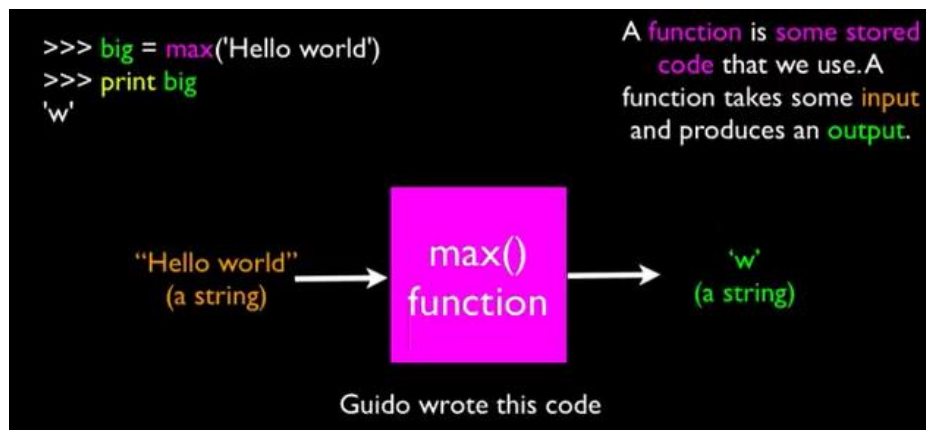 >>> big = max('Hello world')
>>> print big
'w'
A function is some stored
code that we use. A
function takes some input
and produces an output.
“Hello world”
(a string)
max()
function
‘w’
(a string)
Guido wrote this code